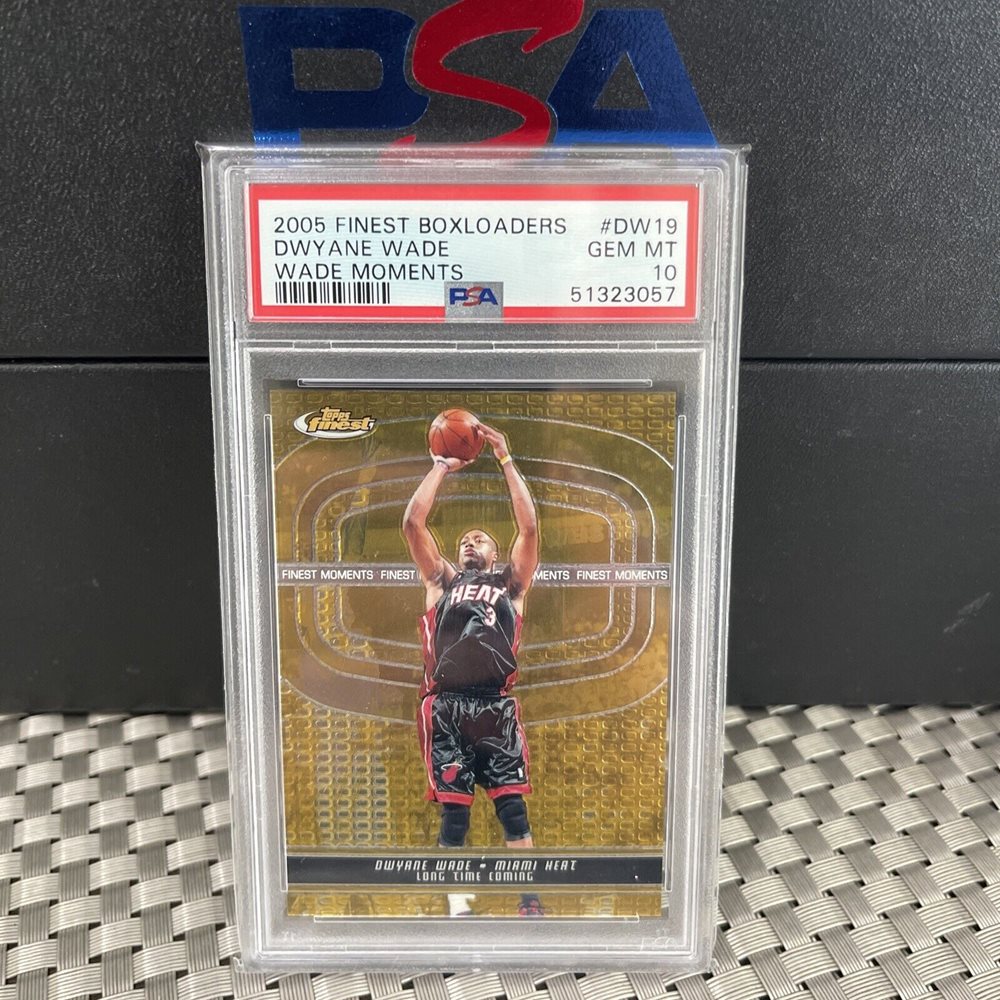 PSA
2005 FINEST BOXLOADERS #DW19
DWYANE WADE GEM MT
WADE MOMENTS 10
PSA 51323057
Topps
finest
FINEST MOMENTS FINEST MENTS FINEST MOMENTS
HEAT
3
DWYANE WADE • MIAMI HEAT
LONG TIME COMING